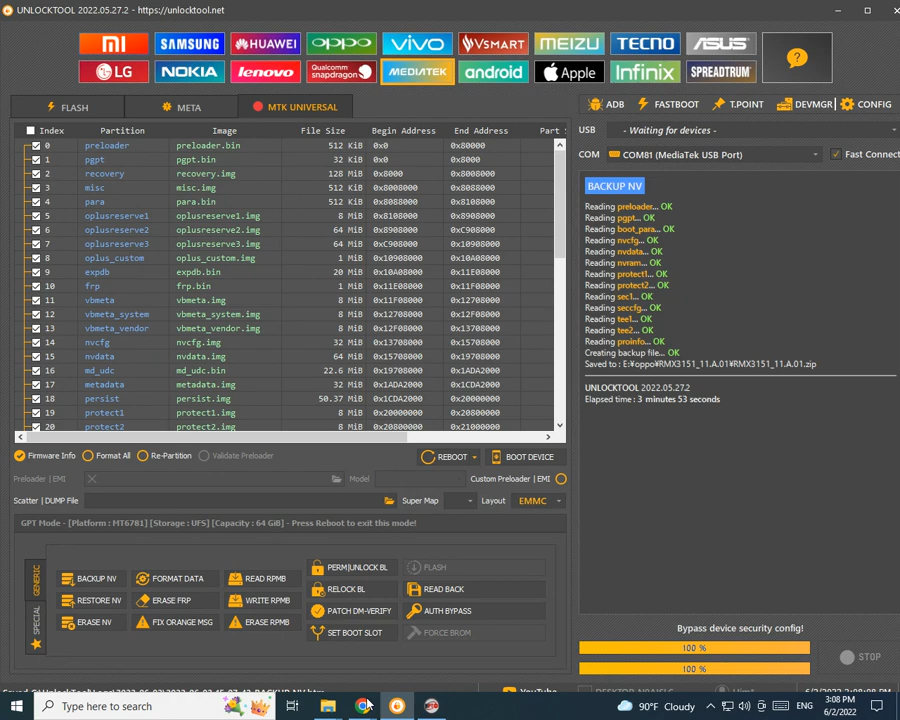 UNLOCKTOOL 2022.05.27.2 - https://unlocktool.net
MI SAMSUNG HUAWEI OPPO VIVO VSMART MEIZU TECNO ASUS
LG NOKIA lenovo Qualcomm snapdragon MEDIATEK android Apple Infinix SPREADTRUM
?
FLASH META MTK UNIVERSAL
ADB FASTBOOT T.POINT DEVMGR CONFIG
USB - Waiting for devices -
COM COM81 (MediaTek USB Port) Fast Connect
Index Partition Image File Size Begin Address End Address Part
0 preloader preloader.bin 512 KiB 0x0 0x80000
1 pgpt pgpt.bin 32 KiB 0x0 0x8000
2 recovery recovery.img 128 MiB 0x8000 0x8008000
3 misc misc.img 512 KiB 0x8008000 0x8088000
4 para para.bin 512 KiB 0x8088000 0x8108000
5 oplusreserve1 oplusreserve1.img 8 MiB 0x8108000 0x8908000
6 oplusreserve2 oplusreserve2.img 64 MiB 0x8908000 0xC908000
7 oplusreserve3 oplusreserve3.img 64 MiB 0xC908000 0x10908000
8 oplus_custom oplus_custom.img 1 MiB 0x10908000 0x10A08000
9 expdb expdb.bin 20 MiB 0x10A08000 0x11E08000
10 frp frp.bin 1 MiB 0x11E08000 0x11F08000
11 vbmeta vbmeta.img 8 MiB 0x11F08000 0x12708000
12 vbmeta_system vbmeta_system.img 8 MiB 0x12708000 0x12F08000
13 vbmeta_vendor vbmeta_vendor.img 8 MiB 0x12F08000 0x13708000
14 nvcfg nvcfg.img 32 MiB 0x13708000 0x15708000
15 nvdata nvdata.img 64 MiB 0x15708000 0x19708000
16 md_udc md_udc.bin 22.6 MiB 0x19708000 0x1ADA2000
17 metadata metadata.img 32 MiB 0x1ADA2000 0x1CDA2000
18 persist persist.img 50.37 MiB 0x1CDA2000 0x20000000
19 protect1 protect1.img 8 MiB 0x20000000 0x20800000
20 protect2 protect2.img 8 MiB 0x20800000 0x21000000
Firmware Info Format All Re-Partition Validate Preloader REBOOT BOOT DEVICE
Preloader | EMI Model Custom Preloader | EMI
Scatter | DUMP File Super Map Layout EMMC
GPT Mode - [Platform : MT6781] [Storage : UFS] [Capacity : 64 GiB] - Press Reboot to exit this mode!
GENERIC
SPECIAL
BACKUP NV FORMAT DATA READ RPMB PERM|UNLOCK BL FLASH
RESTORE NV ERASE FRP WRITE RPMB RELOCK BL READ BACK
ERASE NV FIX ORANGE MSG ERASE RPMB PATCH DM-VERIFY AUTH BYPASS
SET BOOT SLOT FORCE BROM
BACKUP NV
Reading preloader... OK
Reading pgpt... OK
Reading boot_para... OK
Reading nvcfg... OK
Reading nvdata... OK
Reading nvram... OK
Reading protect1... OK
Reading protect2... OK
Reading sec1... OK
Reading seccfg... OK
Reading tee1... OK
Reading tee2... OK
Reading proinfo... OK
Creating backup file... OK
Saved to : E:¥oppo¥RMX3151_11.A.01¥RMX3151_11.A.01.zip
UNLOCKTOOL 2022.05.27.2
Elapsed time : 3 minutes 53 seconds
Bypass device security config!
100 %
100 % STOP
YouTube
Type here to search
90°F Cloudy
3:08 PM
6/2/2022